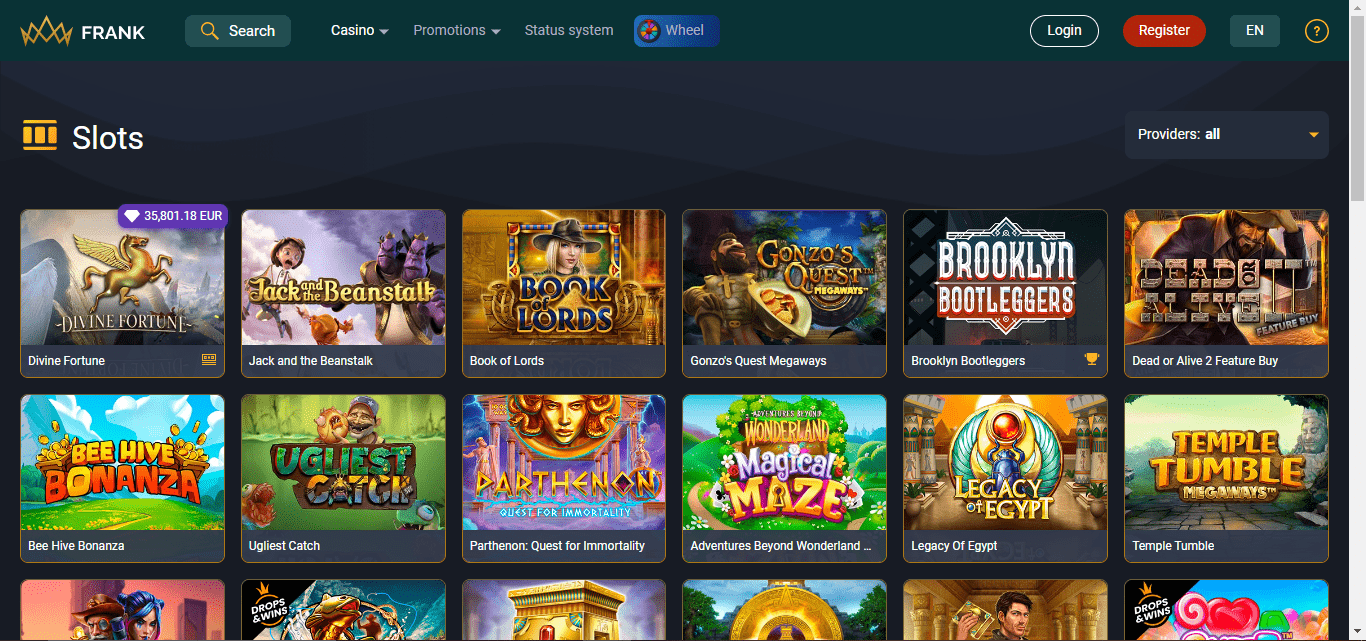 FRANK
Search
Casino
Promotions
Status system
Wheel
Login
Register
EN
?
Slots
Providers: all
35,801.18 EUR
-DIVINE FORTUNE-
Jack and the Beanstalk
BOOK
of
LORDS
GONZO'S
QUEST™
MEGAWAYS™
BROOKLYN
BOOTLEGGERS
DEAD OR
ALIVE II™
FEATURE BUY
Divine Fortune
Jack and the Beanstalk
Book of Lords
Gonzo's Quest Megaways
Brooklyn Bootleggers
Dead or Alive 2 Feature Buy
BEE HIVE
BONANZA
UGLIEST
CATCH
PARTHENON
QUEST FOR IMMORTALITY
ADVENTURES BEYOND
WONDERLAND
Magical
MAZE
LEGACY
of EGYPT
TEMPLE
TUMBLE
MEGAWAYS™
Bee Hive Bonanza
Ugliest Catch
Parthenon: Quest for Immortality
Adventures Beyond Wonderland ...
Legacy Of Egypt
Temple Tumble
DROPS
&WINS
DROPS
&WINS